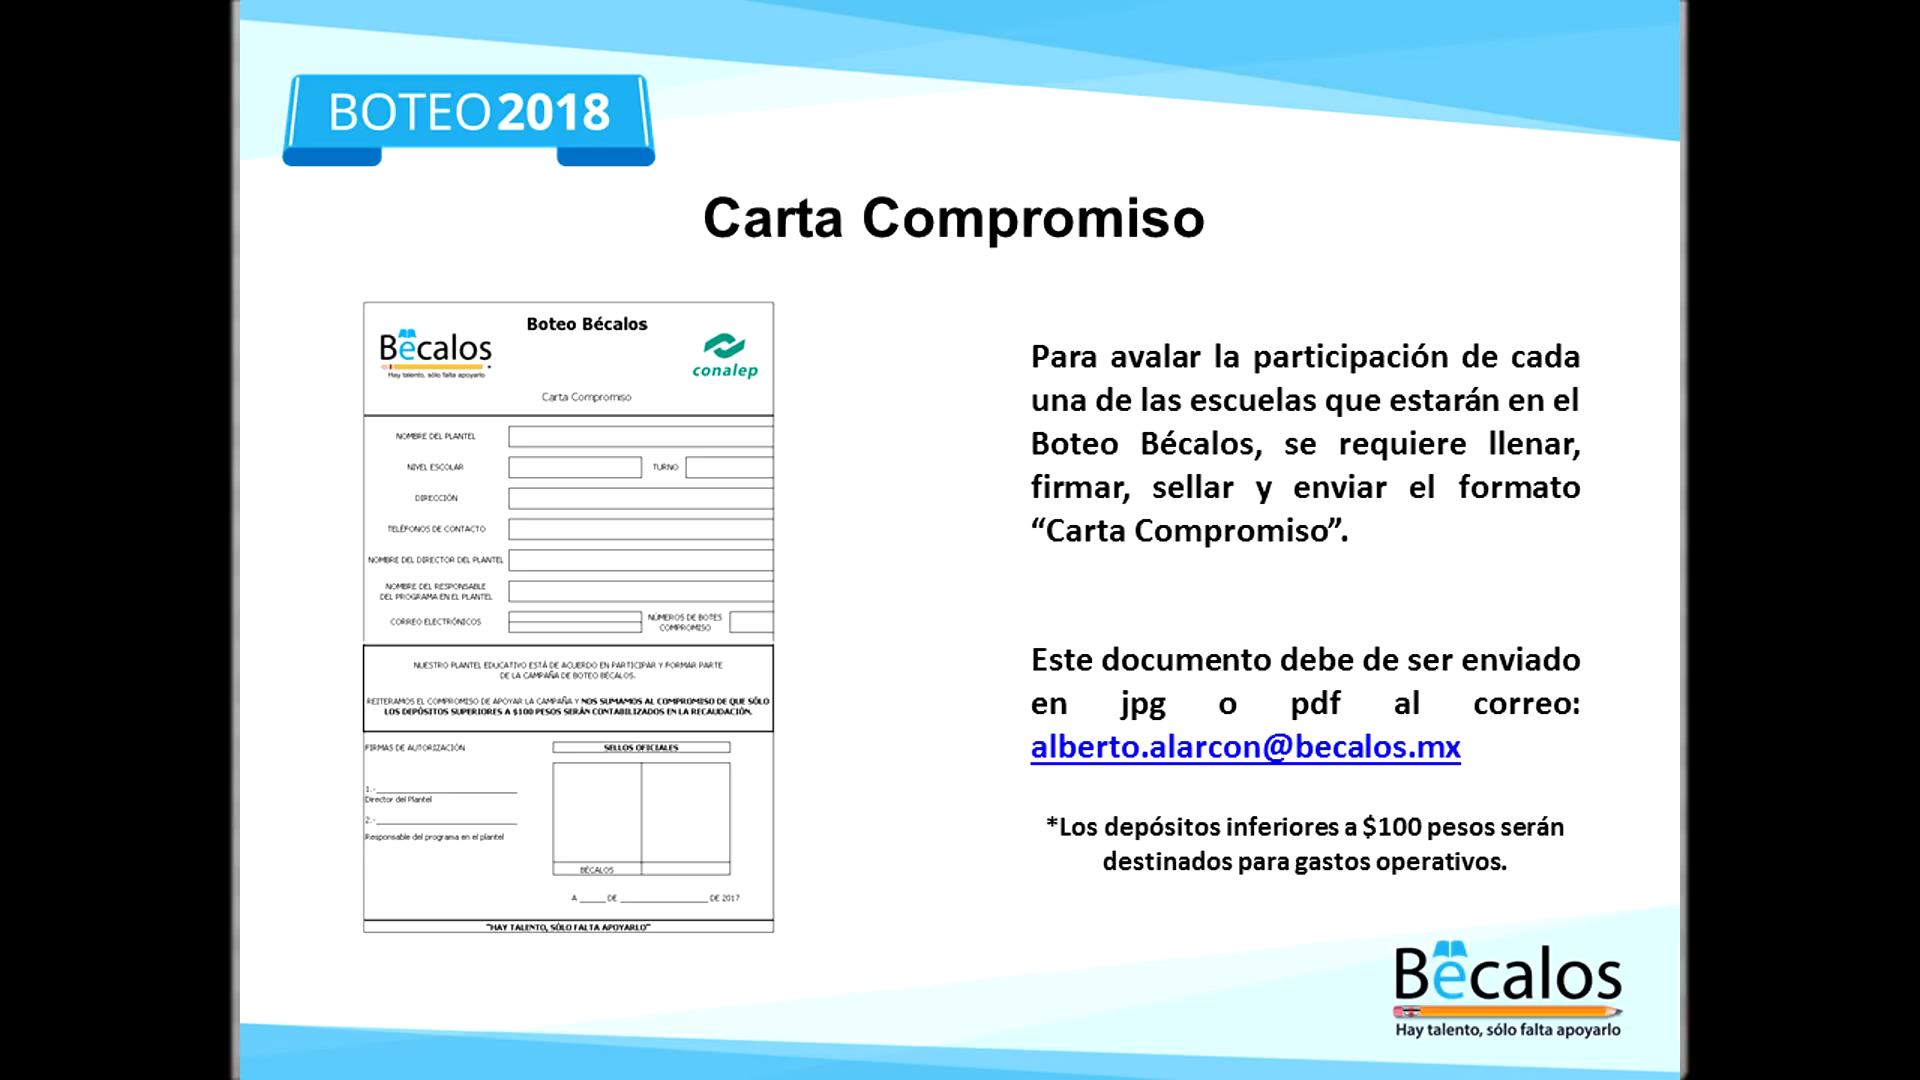 BOTEO 2018
Carta Compromiso
Boteo Bécalos
Bécalos
Hay talento, sólo falta apoyarlo
conalep
Carta Compromiso
NOMBRE DEL PLANTEL
NIVEL ESCOLAR TURNO
DIRECCIÓN
TELÉFONOS DE CONTACTO
NOMBRE DEL DIRECTOR DEL PLANTEL
NOMBRE DEL RESPONSABLE
DEL PROGRAMA EN EL PLANTEL
CORREO ELECTRÓNICOS NÚMEROS DE BOTES
COMPROMISO
NUESTRO PLANTEL EDUCATIVO ESTÁ DE ACUERDO EN PARTICIPAR Y FORMAR PARTE
DE LA CAMPAÑA DE BOTEO BÉCALOS.
REITERAMOS EL COMPROMISO DE APOYAR LA CAMPAÑA Y NOS SUMAMOS AL COMPROMISO DE QUE SÓLO
LOS DEPÓSITOS SUPERIORES A $100 PESOS SERÁN CONTABILIZADOS EN LA RECAUDACIÓN.
FIRMAS DE AUTORIZACIÓN
SELLOS OFICIALES
1.-
Director del Plantel
2.-
Responsable del programa en el plantel
BÉCALOS
A ____ DE ____ DE 2017
"HAY TALENTO, SÓLO FALTA APOYARLO"
Para avalar la participación de cada
una de las escuelas que estarán en el
Boteo Bécalos, se requiere llenar,
firmar, sellar y enviar el formato
“Carta Compromiso”.
Este documento debe de ser enviado
en jpg o pdf al correo:
alberto.alarcon@becalos.mx
*Los depósitos inferiores a $100 pesos serán
destinados para gastos operativos.
Bécalos
Hay talento, sólo falta apoyarlo